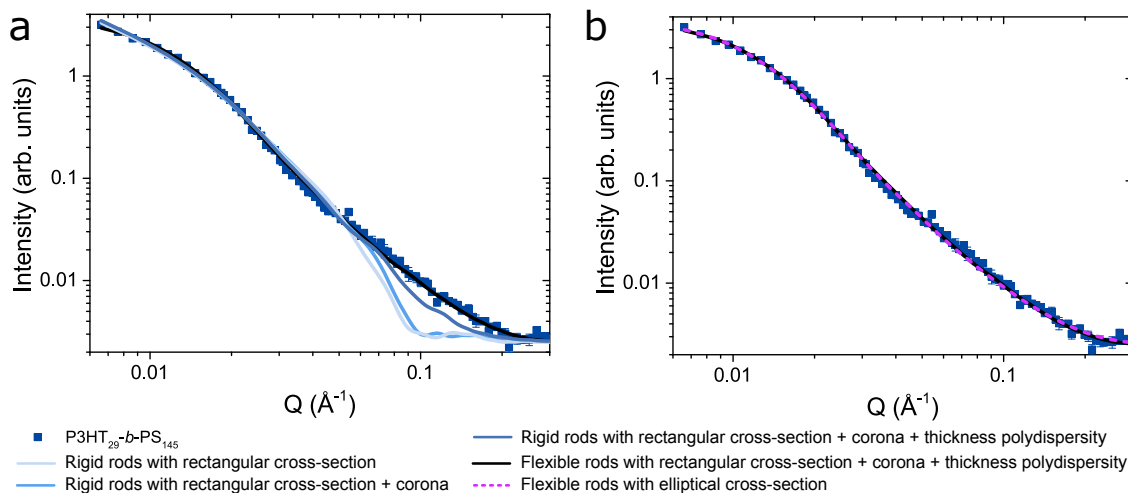 a
b
Intensity (arb. units)
1
0.1
0.01
0.01
0.1
Q (Å⁻¹)
Intensity (arb. units)
1
0.1
0.01
0.01
0.1
Q (Å⁻¹)
P3HT₂₉-b-PS₁₄₅
Rigid rods with rectangular cross-section
Rigid rods with rectangular cross-section + corona
Rigid rods with rectangular cross-section + corona + thickness polydispersity
Flexible rods with rectangular cross-section + corona + thickness polydispersity
Flexible rods with elliptical cross-section